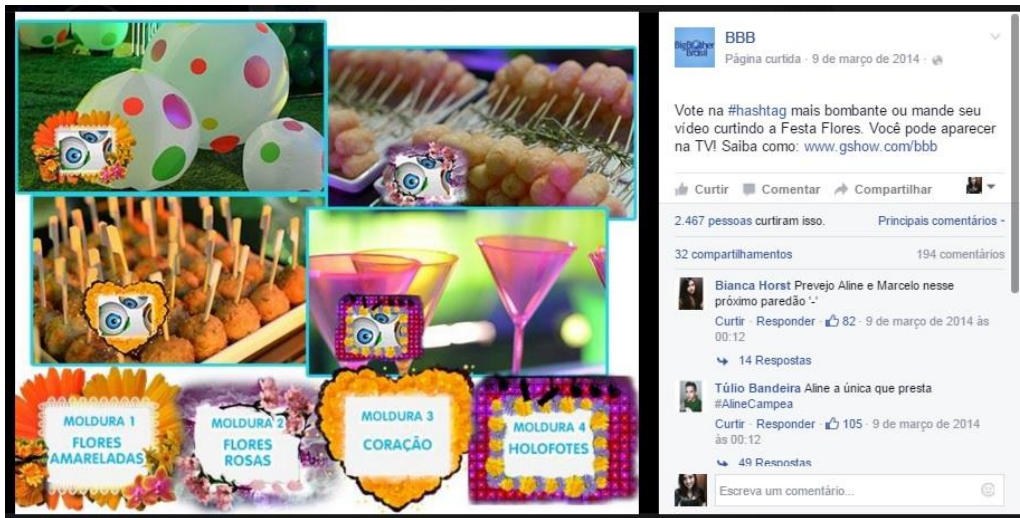 MOLDURA 1
FLORES
AMARELADAS
MOLDURA 2
FLORES
ROSAS
MOLDURA 3
CORAÇÃO
MOLDURA 4
HOLOFOTES
BigBrother
Brasil
BBB
Página curtida · 9 de março de 2014 ·
Vote na #hashtag mais bombante ou mande seu
vídeo curtindo a Festa Flores. Você pode aparecer
na TV! Saiba como: www.gshow.com/bbb
Curtir Comentar Compartilhar
2.467 pessoas curtiram isso. Principais comentários
32 compartilhamentos 194 comentários
Bianca Horst Prevejo Aline e Marcelo nesse
próximo paredão '-'
Curtir · Responder · 82 · 9 de março de 2014 às
00:12
14 Respostas
Túlio Bandeira Aline a única que presta
#AlineCampea
Curtir · Responder · 105 · 9 de março de 2014
às 00:12
49 Respostas
Escreva um comentário...